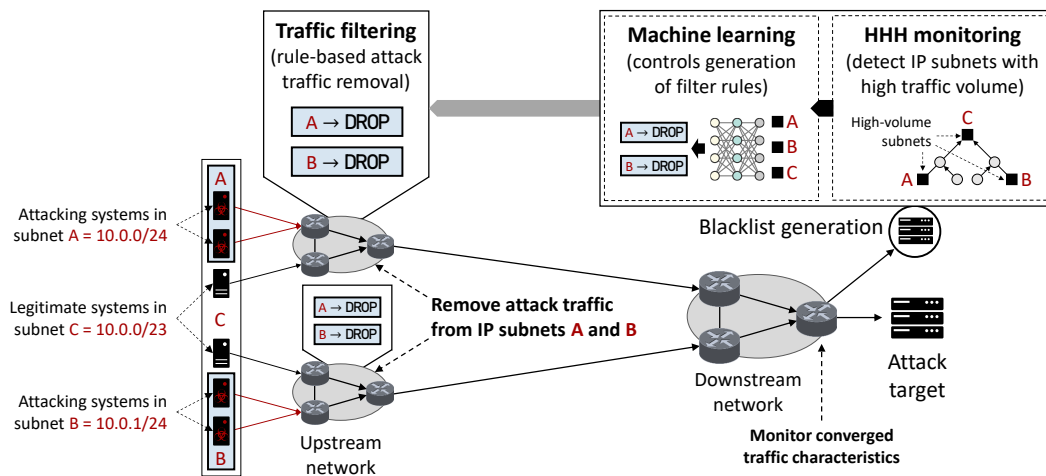 Traffic filtering
(rule-based attack
traffic removal)
A → DROP
B → DROP
Machine learning
(controls generation
of filter rules)
A → DROP
B → DROP
A
B
C
HHH monitoring
(detect IP subnets with
high traffic volume)
High-volume
subnets
C
A
B
Blacklist generation
A
Attacking systems in
subnet A = 10.0.0/24
Legitimate systems in
subnet C = 10.0.0/23
C
Attacking systems in
subnet B = 10.0.1/24
B
A → DROP
B → DROP
Remove attack traffic
from IP subnets A and B
Upstream
network
Downstream
network
Attack
target
Monitor converged
traffic characteristics